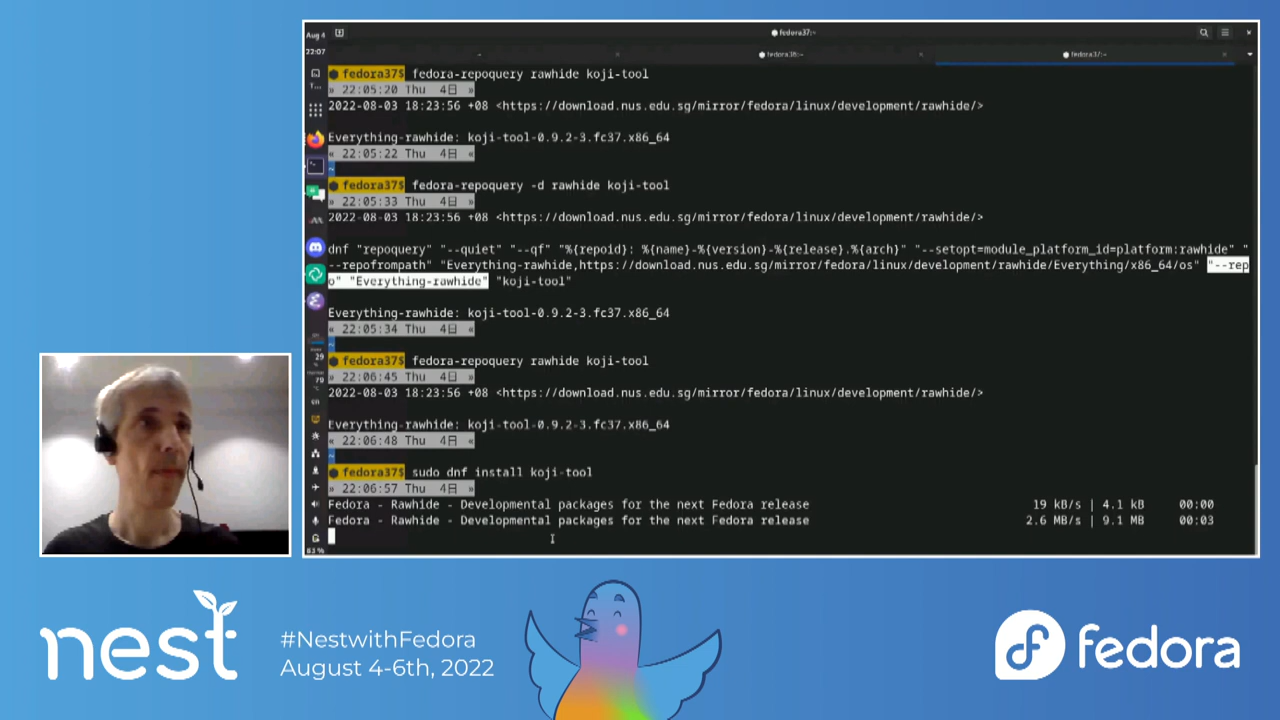 Aug 4
fedora37:~
22:07
fedora37$ fedora-repoquery rawhide koji-tool
» 22:05:20 Thu 4日 »
2022-08-03 18:23:56 +08 <https://download.nus.edu.sg/mirror/fedora/linux/development/rawhide/>
Everything-rawhide: koji-tool-0.9.2-3.fc37.x86_64
« 22:05:22 Thu 4日 «
~
fedora37$ fedora-repoquery -d rawhide koji-tool
» 22:05:33 Thu 4日 »
2022-08-03 18:23:56 +08 <https://download.nus.edu.sg/mirror/fedora/linux/development/rawhide/>
dnf "repoquery" "--quiet" "--qf" "%{repoid}: %{name}-%{version}-%{release}.%{arch}" "--setopt=module_platform_id=platform:rawhide" "
--repofrompath" "Everything-rawhide,https://download.nus.edu.sg/mirror/fedora/linux/development/rawhide/Everything/x86_64/os" "--rep
o" "Everything-rawhide" "koji-tool"
Everything-rawhide: koji-tool-0.9.2-3.fc37.x86_64
« 22:05:34 Thu 4日 «
~
fedora37$ fedora-repoquery rawhide koji-tool
» 22:06:45 Thu 4日 »
2022-08-03 18:23:56 +08 <https://download.nus.edu.sg/mirror/fedora/linux/development/rawhide/>
Everything-rawhide: koji-tool-0.9.2-3.fc37.x86_64
« 22:06:48 Thu 4日 «
~
fedora37$ sudo dnf install koji-tool
» 22:06:57 Thu 4日 »
Fedora - Rawhide - Developmental packages for the next Fedora release 19 kB/s | 4.1 kB 00:00
Fedora - Rawhide - Developmental packages for the next Fedora release 2.6 MB/s | 9.1 MB 00:03
29
79
en
83 %
nest
#NestwithFedora
August 4-6th, 2022
fedora